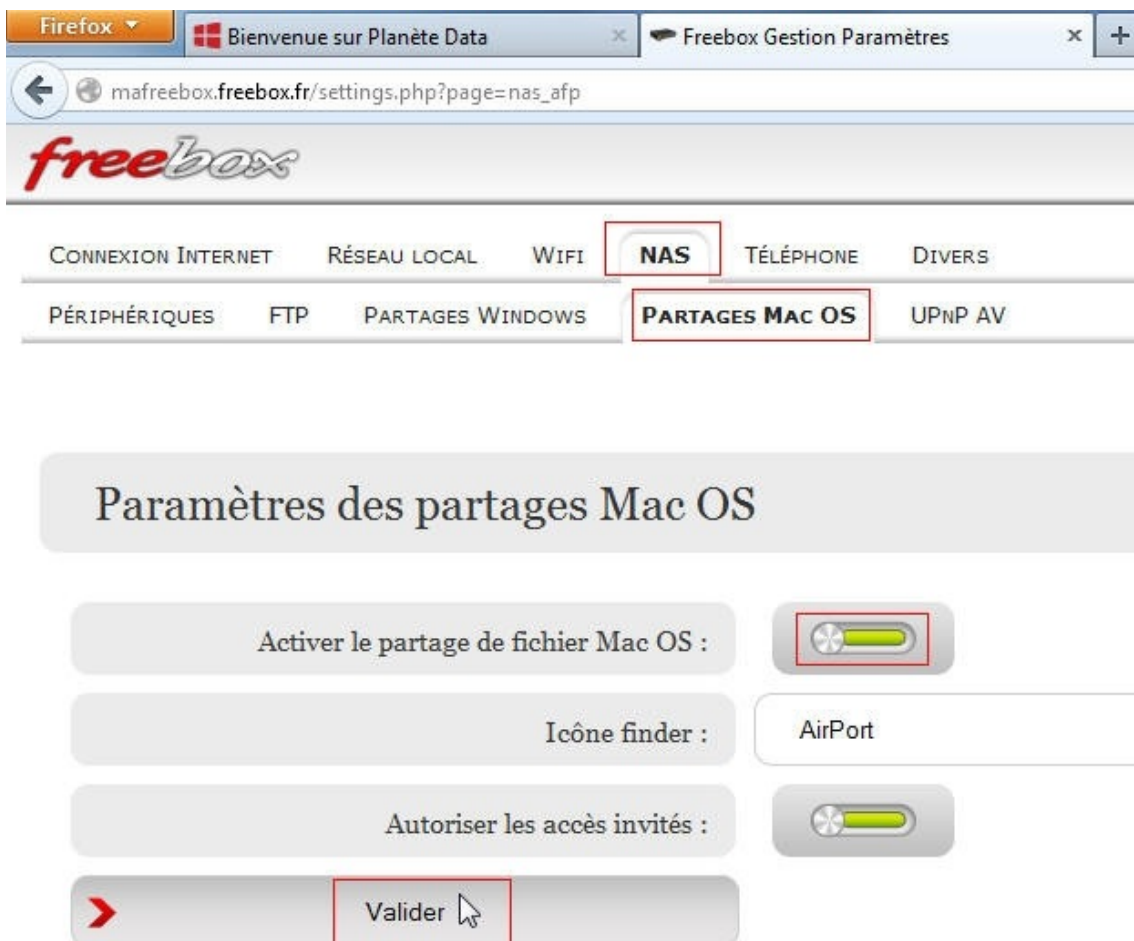 Firefox
Bienvenue sur Planète Data
Freebox Gestion Paramètres
mafreebox.freebox.fr/settings.php?page=nas_afp
freebox
CONNEXION INTERNET RÉSEAU LOCAL WIFI NAS TÉLÉPHONE DIVERS
PÉRIPHÉRIQUES FTP PARTAGES WINDOWS PARTAGES MAC OS UPNP AV
Paramètres des partages Mac OS
Activer le partage de fichier Mac OS :
Icône finder : AirPort
Autoriser les accès invités :
Valider